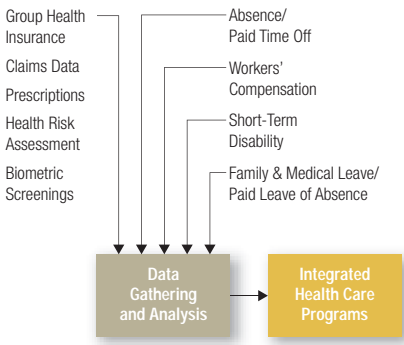 Group Health
Insurance
Claims Data
Prescriptions
Health Risk
Assessment
Biometric
Screenings
Absence/
Paid Time Off
Workers'
Compensation
Short-Term
Disability
Family & Medical Leave/
Paid Leave of Absence
Data
Gathering
and Analysis
Integrated
Health Care
Programs